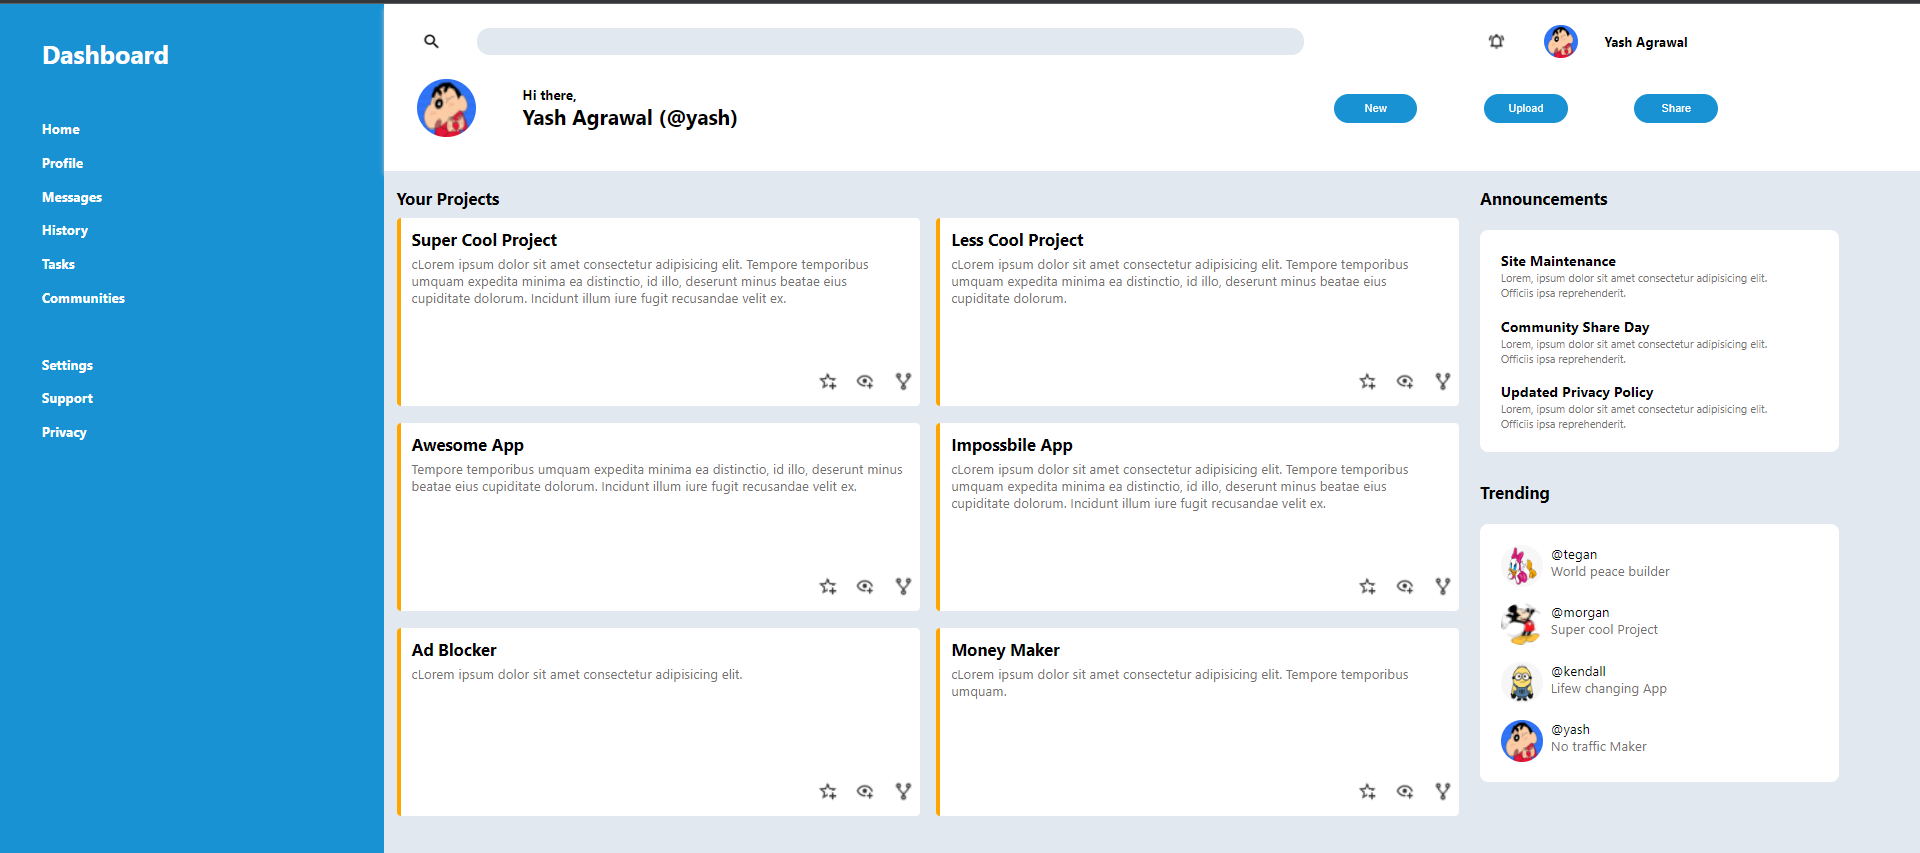 Dashboard
Home
Profile
Messages
History
Tasks
Communities
Settings
Support
Privacy
Yash Agrawal
Hi there,
Yash Agrawal (@yash)
New
Upload
Share
Your Projects
Super Cool Project
cLorem ipsum dolor sit amet consectetur adipisicing elit. Tempore temporibus
umquam expedita minima ea distinctio, id illo, deserunt minus beatae eius
cupiditate dolorum. Incidunt illum iure fugit recusandae velit ex.
Less Cool Project
cLorem ipsum dolor sit amet consectetur adipisicing elit. Tempore temporibus
umquam expedita minima ea distinctio, id illo, deserunt minus beatae eius
cupiditate dolorum.
Awesome App
Tempore temporibus umquam expedita minima ea distinctio, id illo, deserunt minus
beatae eius cupiditate dolorum. Incidunt illum iure fugit recusandae velit ex.
Impossbile App
cLorem ipsum dolor sit amet consectetur adipisicing elit. Tempore temporibus
umquam expedita minima ea distinctio, id illo, deserunt minus beatae eius
cupiditate dolorum. Incidunt illum iure fugit recusandae velit ex.
Ad Blocker
cLorem ipsum dolor sit amet consectetur adipisicing elit.
Money Maker
cLorem ipsum dolor sit amet consectetur adipisicing elit. Tempore temporibus
umquam.
Announcements
Site Maintenance
Lorem, ipsum dolor sit amet consectetur adipisicing elit.
Officiis ipsa reprehenderit.
Community Share Day
Lorem, ipsum dolor sit amet consectetur adipisicing elit.
Officiis ipsa reprehenderit.
Updated Privacy Policy
Lorem, ipsum dolor sit amet consectetur adipisicing elit.
Officiis ipsa reprehenderit.
Trending
@tegan
World peace builder
@morgan
Super cool Project
@kendall
Lifew changing App
@yash
No traffic Maker